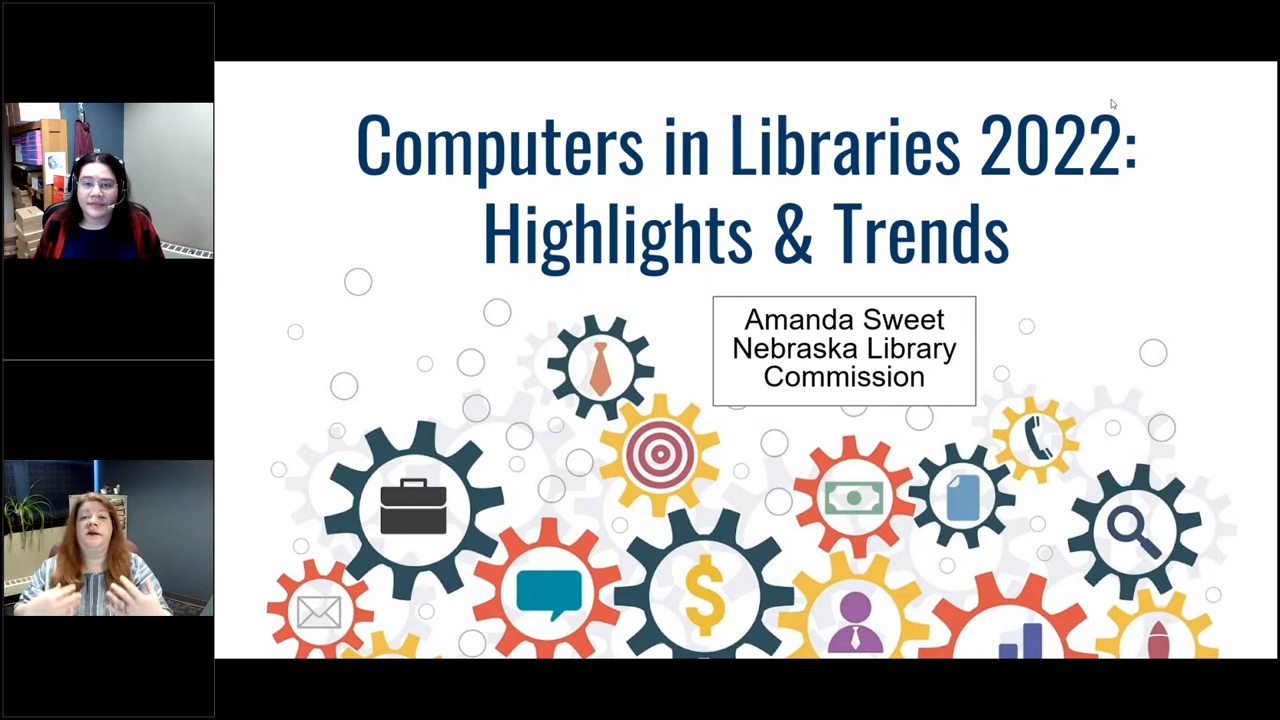 Computers in Libraries 2022:
Highlights & Trends
Amanda Sweet
Nebraska Library
Commission